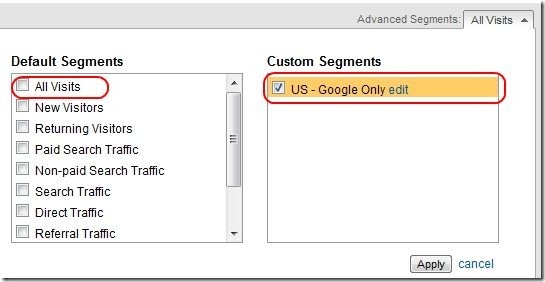 Advanced Segments: All Visits
Default Segments
All Visits
New Visitors
Returning Visitors
Paid Search Traffic
Non-paid Search Traffic
Search Traffic
Direct Traffic
Referral Traffic
Custom Segments
US - Google Only edit
Apply cancel